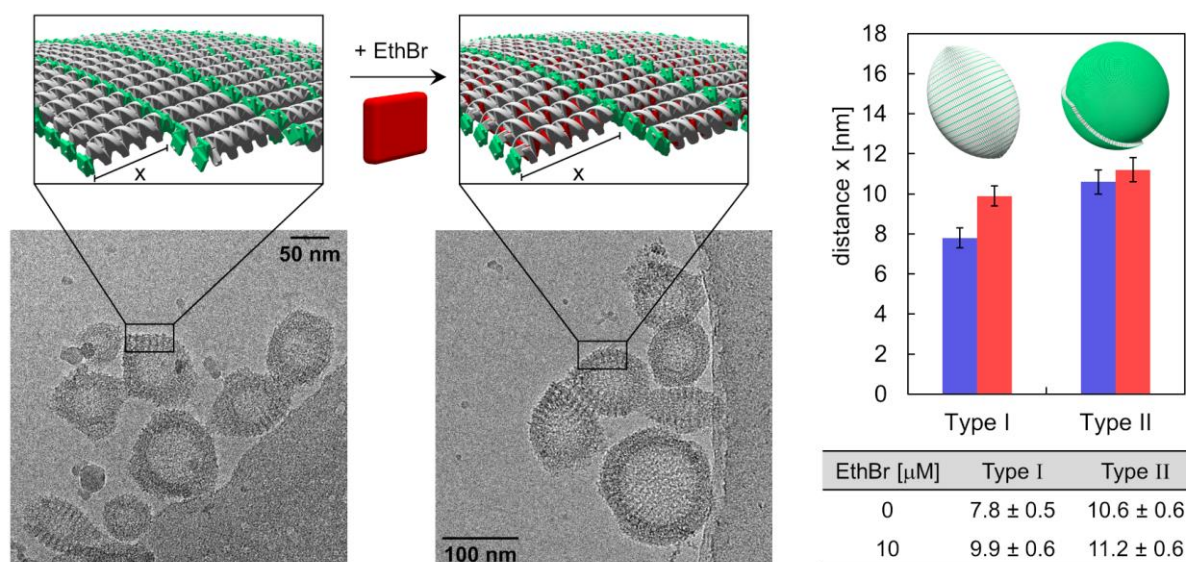 + EthBr
x
x
50 nm
100 nm
distance x [nm]
18
16
14
12
10
8
6
4
2
0
Type I
Type II
EthBr [μM] Type I Type II
0 7.8 ± 0.5 10.6 ± 0.6
10 9.9 ± 0.6 11.2 ± 0.6